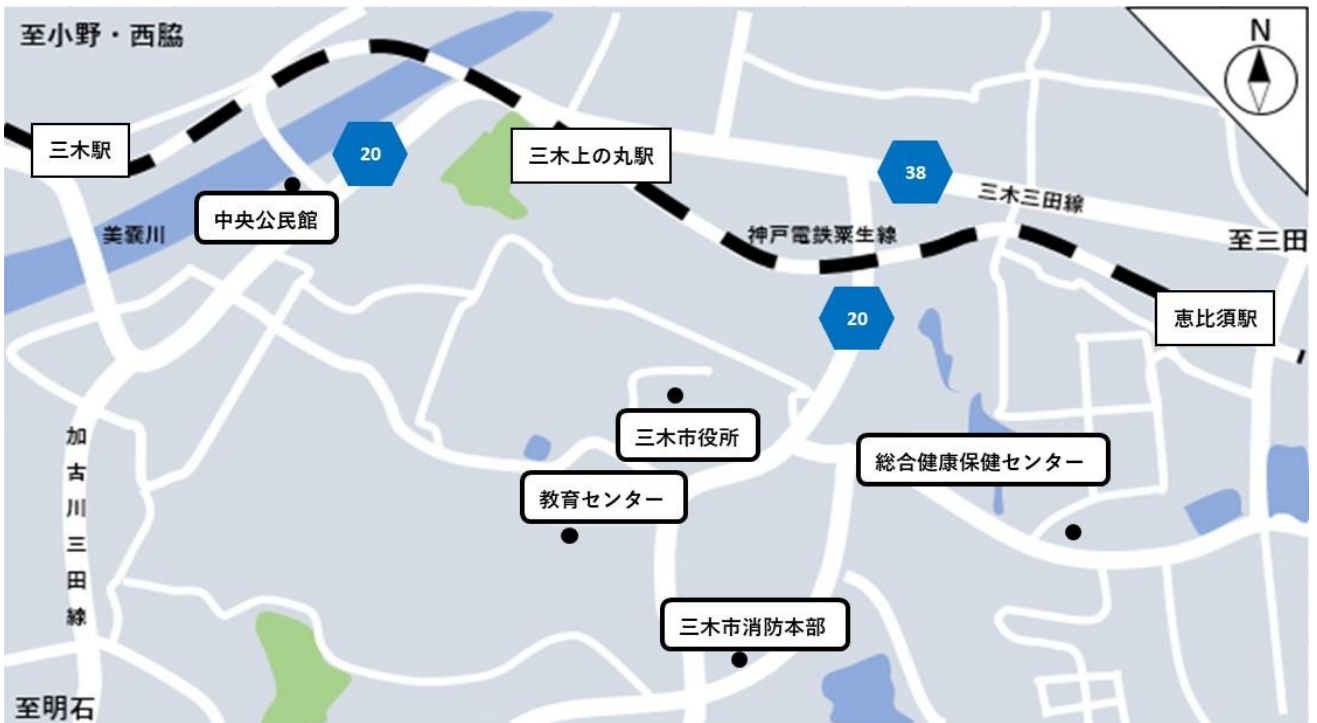 至小野・西脇
N
三木駅
20
三木上の丸駅
38
三木三田線
中央公民館
美嚢川
神戸電鉄粟生線
至三田
20
恵比須駅
三木市役所
加古川三田線
総合健康保健センター
教育センター
三木市消防本部
至明石